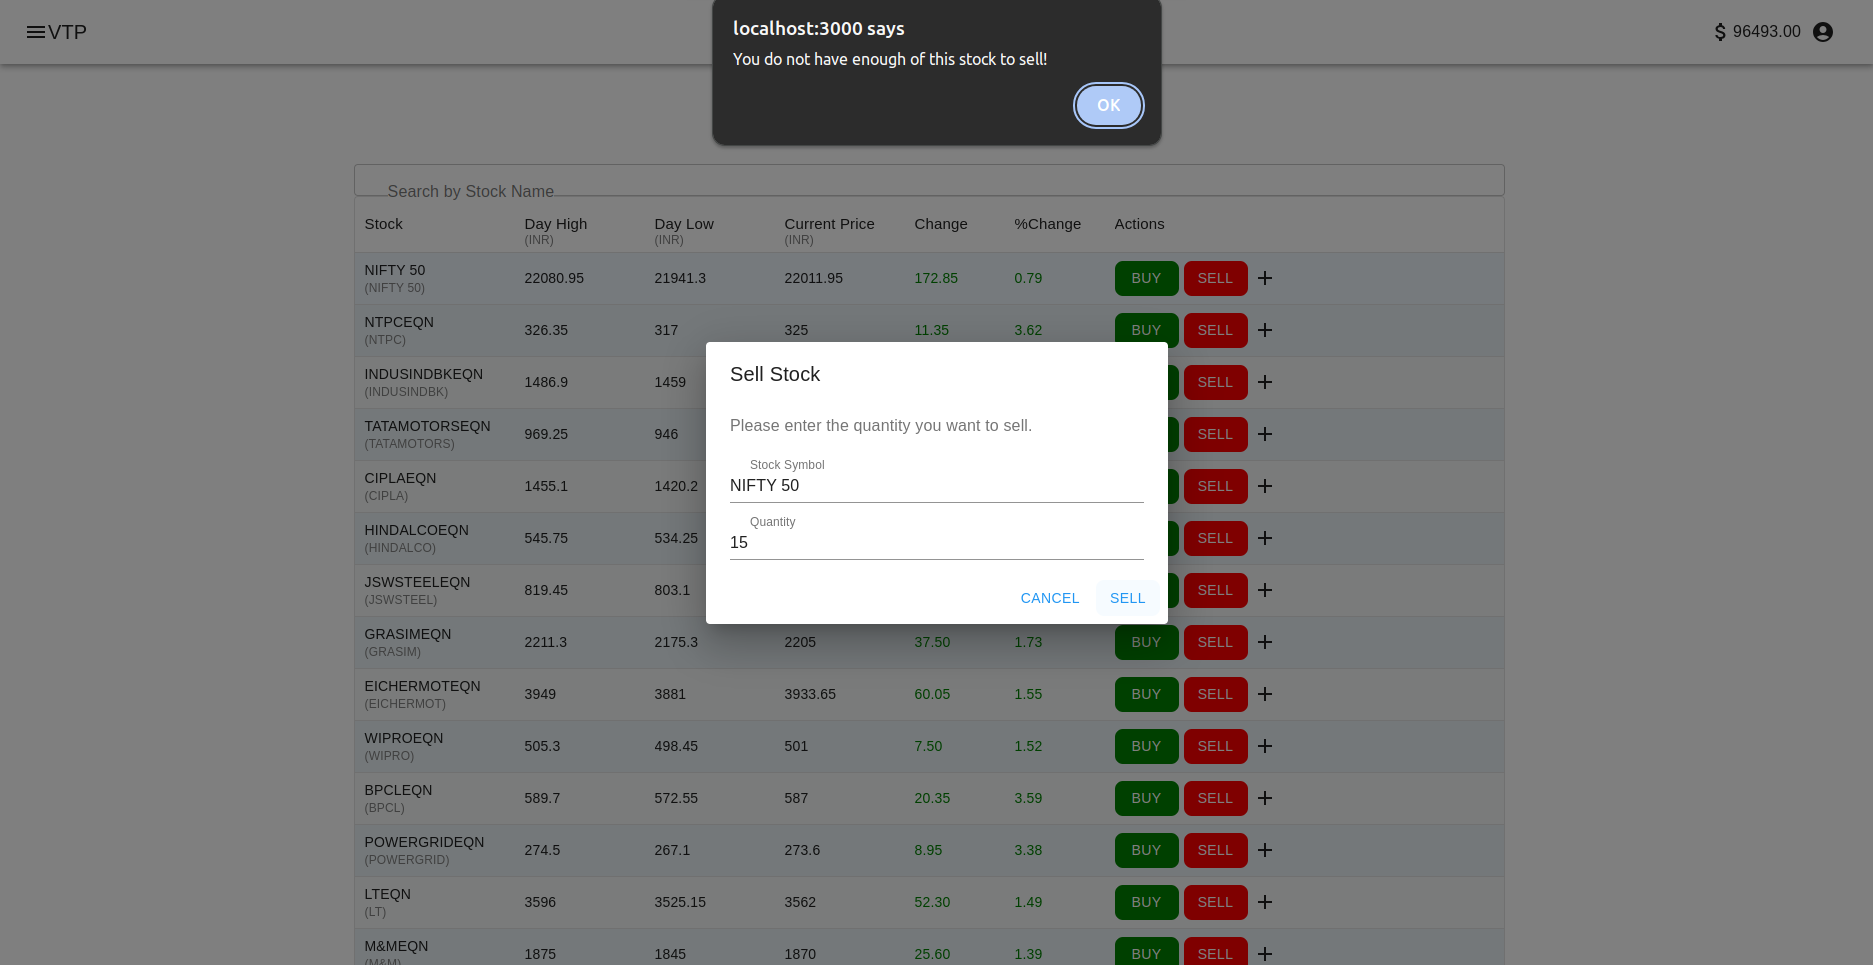 VTP
$ 96493.00
localhost:3000 says
You do not have enough of this stock to sell!
OK
Search by Stock Name
Stock Day High Day Low Current Price Change %Change Actions
(INR) (INR) (INR)
NIFTY 50
(NIFTY 50)
22080.95 21941.3 22011.95 172.85 0.79 BUY SELL +
NTPCEQN
(NTPC)
326.35 317 325 11.35 3.62 BUY SELL +
INDUSINDBKEQN
(INDUSINDBK)
1486.9 1459 SELL +
TATAMOTORSEQN
(TATAMOTORS)
969.25 946 SELL +
CIPLAEQN
(CIPLA)
1455.1 1420.2 SELL +
HINDALCOEQN
(HINDALCO)
545.75 534.25 SELL +
JSWSTEELEQN
(JSWSTEEL)
819.45 803.1 SELL +
Sell Stock
Please enter the quantity you want to sell.
Stock Symbol
NIFTY 50
Quantity
15
CANCEL SELL
GRASIMEQN
(GRASIM)
2211.3 2175.3 2205 37.50 1.73 BUY SELL +
EICHERMOTEQN
(EICHERMOT)
3949 3881 3933.65 60.05 1.55 BUY SELL +
WIPROEQN
(WIPRO)
505.3 498.45 501 7.50 1.52 BUY SELL +
BPCLEQN
(BPCL)
589.7 572.55 587 20.35 3.59 BUY SELL +
POWERGRIDEQN
(POWERGRID)
274.5 267.1 273.6 8.95 3.38 BUY SELL +
LTEQN
(LT)
3596 3525.15 3562 52.30 1.49 BUY SELL +
M&MEQN
(M&M)
1875 1845 1870 25.60 1.39 BUY SELL +